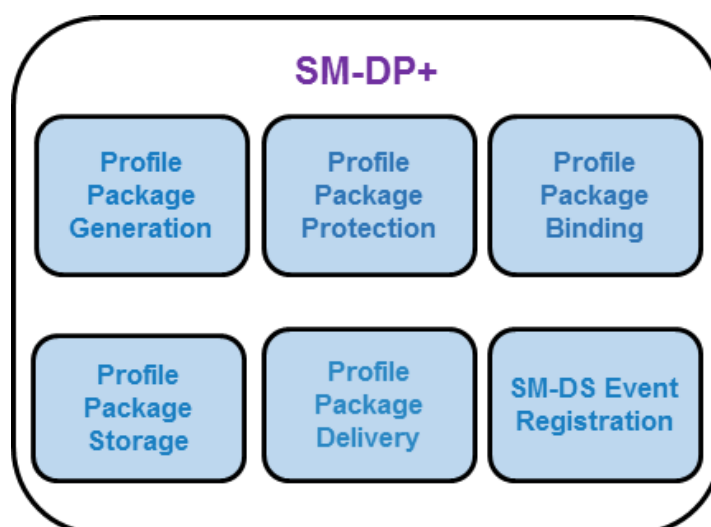 SM-DP+
Profile
Package
Generation
Profile
Package
Protection
Profile
Package
Binding
Profile
Package
Storage
Profile
Package
Delivery
SM-DS Event
Registration